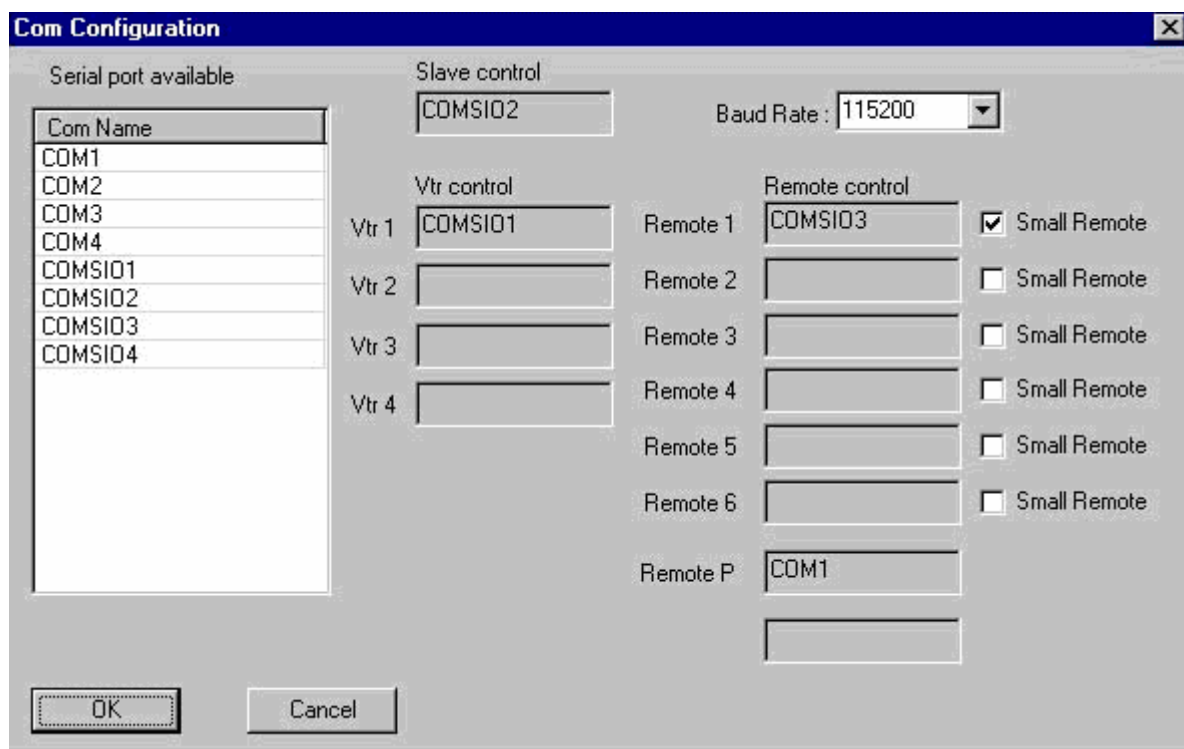 Com Configuration
Serial port available
Com Name
COM1
COM2
COM3
COM4
COMSIO1
COMSIO2
COMSIO3
COMSIO4
Slave control
COMSIO2
Baud Rate : 115200
Vtr control
Vtr 1 COMSIO1
Vtr 2
Vtr 3
Vtr 4
Remote control
Remote 1 COMSIO3 Small Remote
Remote 2 Small Remote
Remote 3 Small Remote
Remote 4 Small Remote
Remote 5 Small Remote
Remote 6 Small Remote
Remote P COM1
OK Cancel